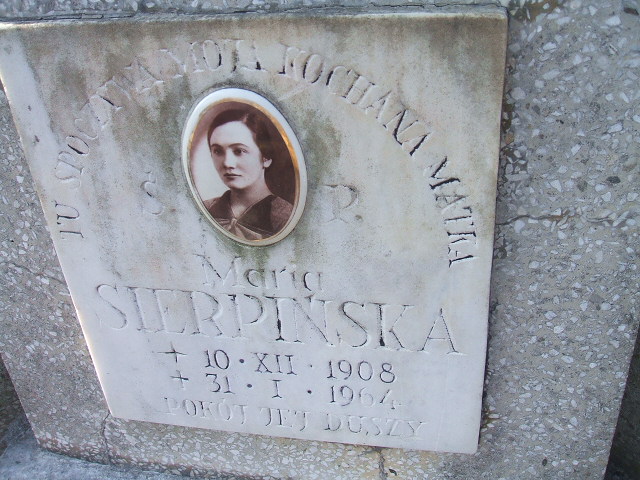 TU SPOCZYWA MOJA KOCHANA MATKA
Ś. P.
Maria
SIERPIŃSKA
+ 10 · XII · 1908
+ 31 · I · 1964
POKÓJ JEJ DUSZY